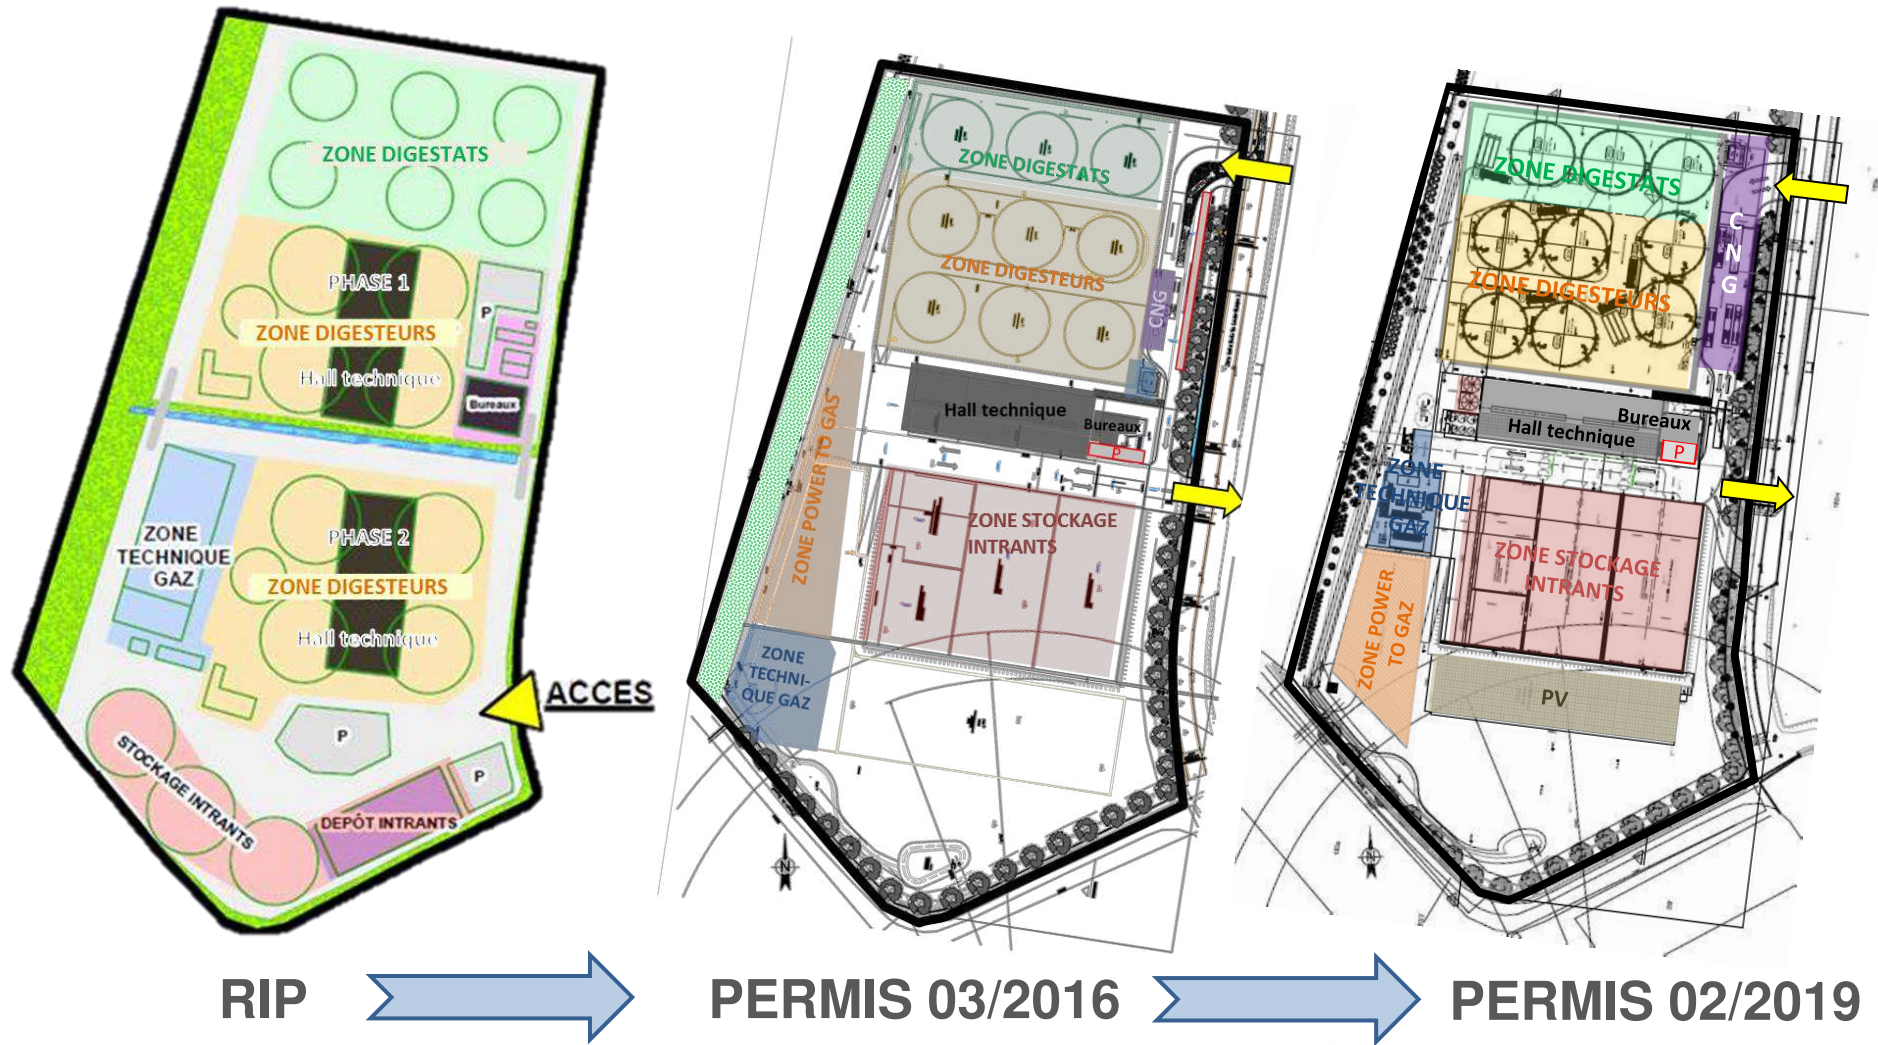 ZONE DIGESTATS
PHASE 1
P
ZONE DIGESTEURS
Hall technique
Bureaux
ZONE
TECHNIQUE
GAZ
PHASE 2
ZONE DIGESTEURS
Hall technique
ACCES
P
P
STOCKAGE INTRANTS
DEPÔT INTRANTS
ZONE DIGESTATS
ZONE DIGESTEURS
CNG
Hall technique
Bureaux
P
ZONE POWER TO GAS
ZONE STOCKAGE
INTRANTS
ZONE
TECHNI-
QUE GAZ
N
ZONE DIGESTATS
CNG
ZONE DIGESTEURS
Bureaux
Hall technique
P
ZONE
TECHNIQUE
GAZ
ZONE STOCKAGE
INTRANTS
ZONE POWER
TO GAZ
PV
N
RIP
PERMIS 03/2016
PERMIS 02/2019